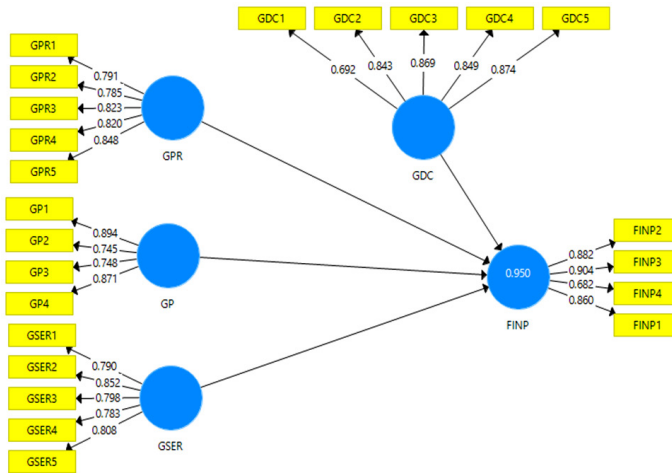 GDC1
GDC2
GDC3
GDC4
GDC5
0.692
0.843
0.869
0.849
0.874
GDC
GPR1
GPR2
GPR3
GPR4
GPR5
0.791
0.785
0.823
0.820
0.848
GPR
GP1
GP2
GP3
GP4
0.894
0.745
0.748
0.871
GP
GSER1
GSER2
GSER3
GSER4
GSER5
0.790
0.852
0.798
0.783
0.808
GSER
0.950
FINP
0.882
0.904
0.682
0.860
FINP2
FINP3
FINP4
FINP1